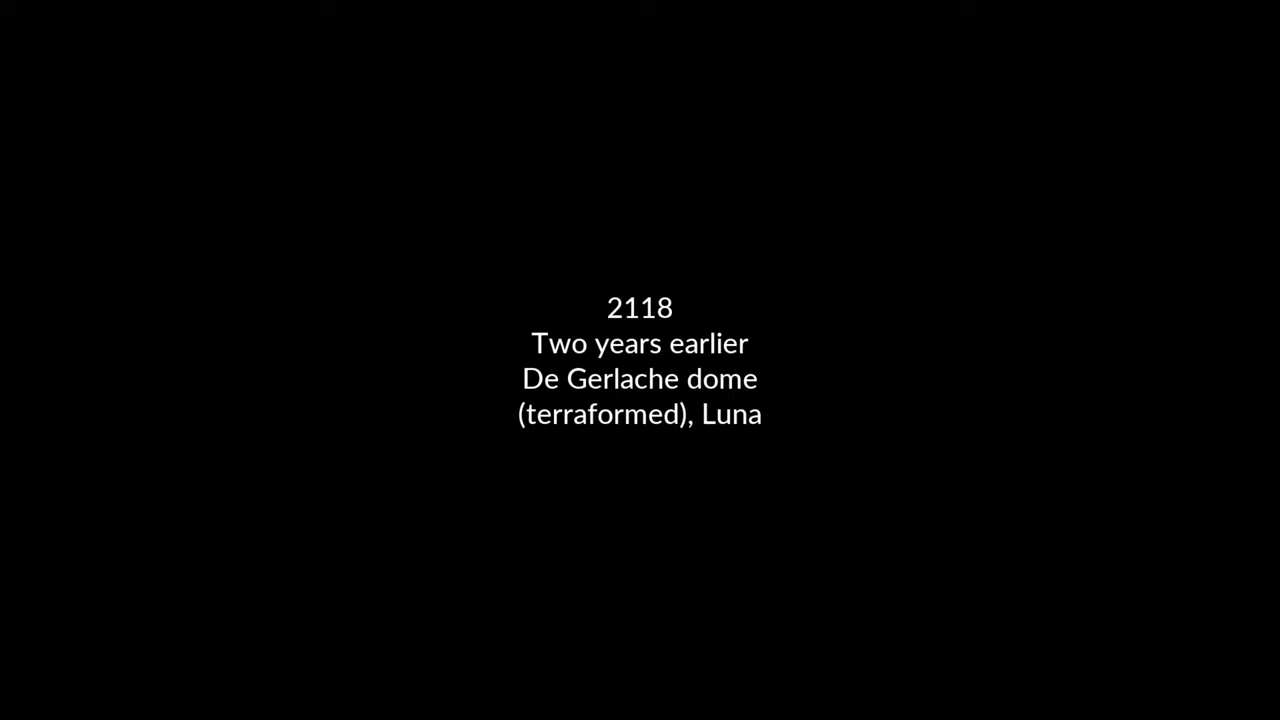 2118
Two years earlier
De Gerlache dome
(terraformed), Luna